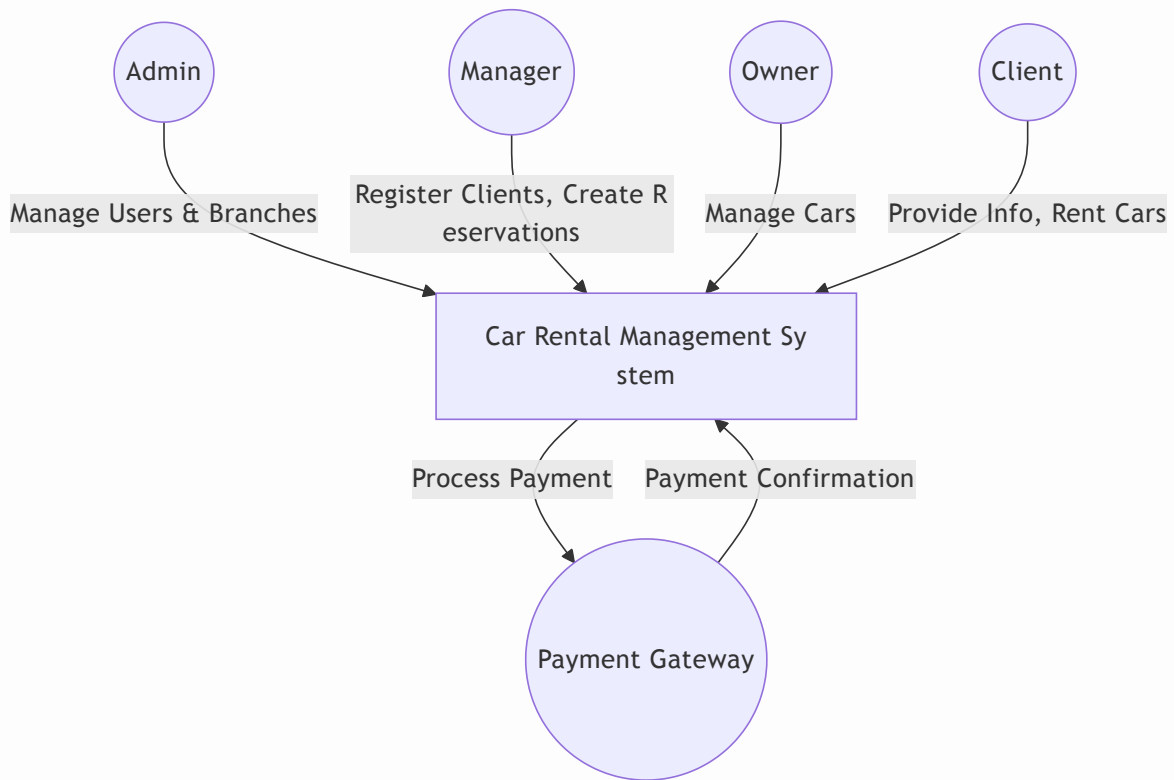 Admin
Manager
Owner
Client
Manage Users & Branches
Register Clients, Create R
eservations
Manage Cars
Provide Info, Rent Cars
Car Rental Management Sy
stem
Process Payment
Payment Confirmation
Payment Gateway